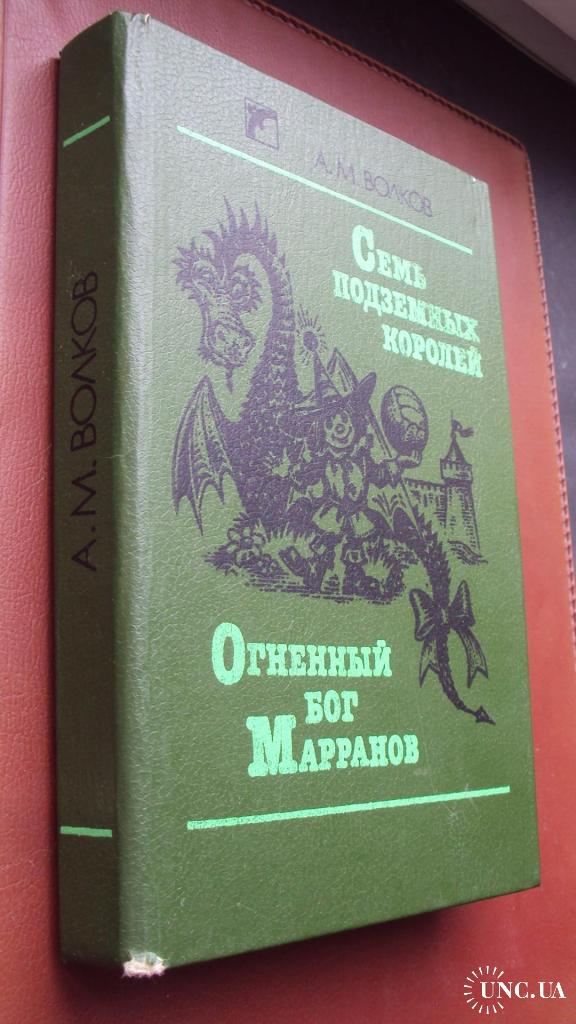 А.М. ВОЛКОВ
А.М. ВОЛКОВ
Семь
подземных
королей
Огненный
бог
Марранов
UNC.UA